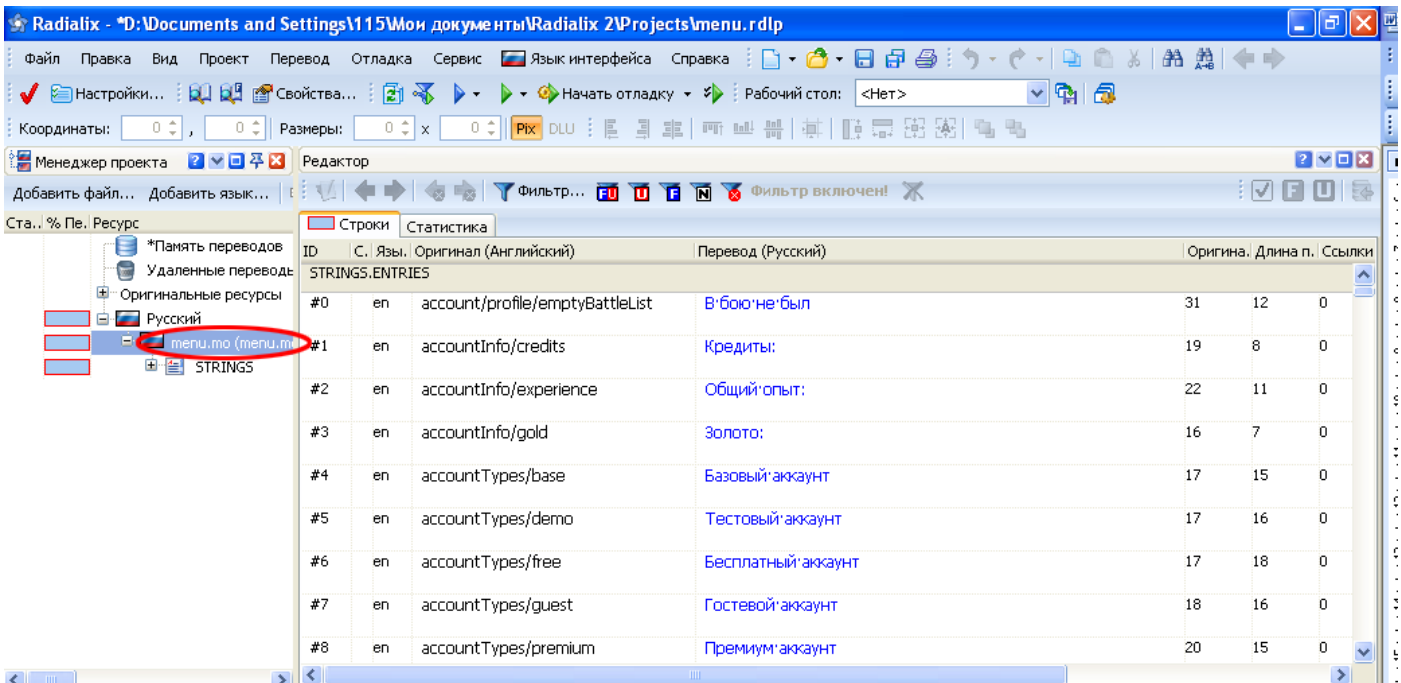 Radialix - *D:\Documents and Settings\115\Мои документы\Radialix 2\Projects\menu.rdlp
Файл Правка Вид Проект Перевод Отладка Сервис Язык интерфейса Справка
Настройки... Свойства... Начать отладку Рабочий стол: <Нет>
Координаты: 0 , 0 Размеры: 0 x 0 Pix DLU
Менеджер проекта Редактор
Добавить файл... Добавить язык... Фильтр... Фильтр включен!
Строки Статистика
Ста.. % Пе. Ресурс
*Память переводов
Удаленные переводы
Оригинальные ресурсы
Русский
menu.mo (menu.mo
STRINGS
ID С. Язы. Оригинал (Английский) Перевод (Русский) Оригина. Длина п. Ссылки
STRINGS.ENTRIES
#0 en account/profile/emptyBattleList В·бою·не·был 31 12 0
#1 en accountInfo/credits Кредиты: 19 8 0
#2 en accountInfo/experience Общий·опыт: 22 11 0
#3 en accountInfo/gold Золото: 16 7 0
#4 en accountTypes/base Базовый·аккаунт 17 15 0
#5 en accountTypes/demo Тестовый·аккаунт 17 16 0
#6 en accountTypes/free Бесплатный·аккаунт 17 18 0
#7 en accountTypes/guest Гостевой·аккаунт 18 16 0
#8 en accountTypes/premium Премиум·аккаунт 20 15 0